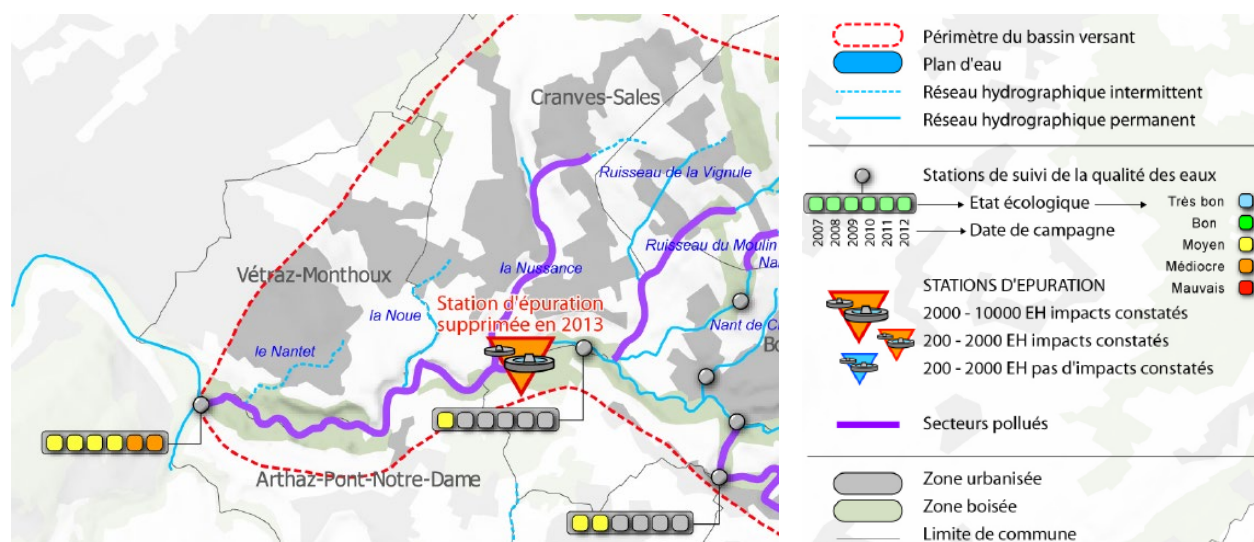 Cranves-Sales
Ruisseau de la Vignule
Ruisseau du Moulin
Na
la Nussance
Vétraz-Monthoux
Station d'épuration
supprimée en 2013
la Noue
Nant de C
le Nantet
Bo
Arthaz-Pont-Notre-Dame
Périmètre du bassin versant
Plan d'eau
Réseau hydrographique intermittent
Réseau hydrographique permanent
Stations de suivi de la qualité des eaux
Etat écologique
Très bon
Bon
Moyen
Médiocre
Mauvais
2007
2008
2009
2010
2011
2012
Date de campagne
STATIONS D'EPURATION
2000 - 10000 EH impacts constatés
200 - 2000 EH impacts constatés
200 - 2000 EH pas d'impacts constatés
Secteurs pollués
Zone urbanisée
Zone boisée
Limite de commune